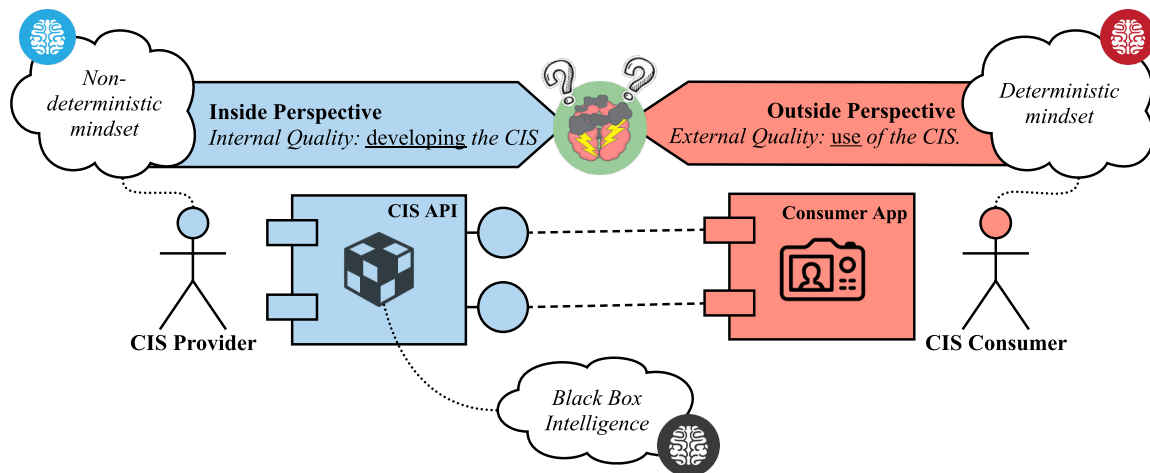 Non-
deterministic
mindset
Inside Perspective
Internal Quality: developing the CIS
?
?
Outside Perspective
External Quality: use of the CIS.
Deterministic
mindset
CIS API
Consumer App
CIS Provider
CIS Consumer
Black Box
Intelligence